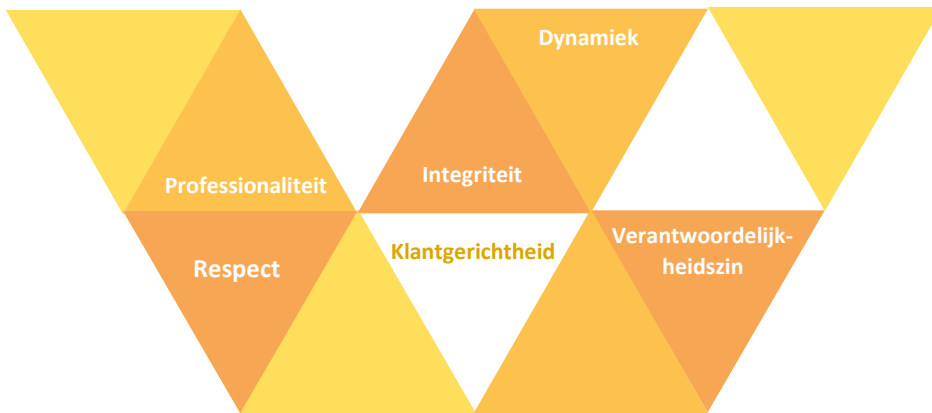 Dynamiek
Professionaliteit
Integriteit
Respect
Klantgerichtheid
Verantwoordelijk-
heidszin